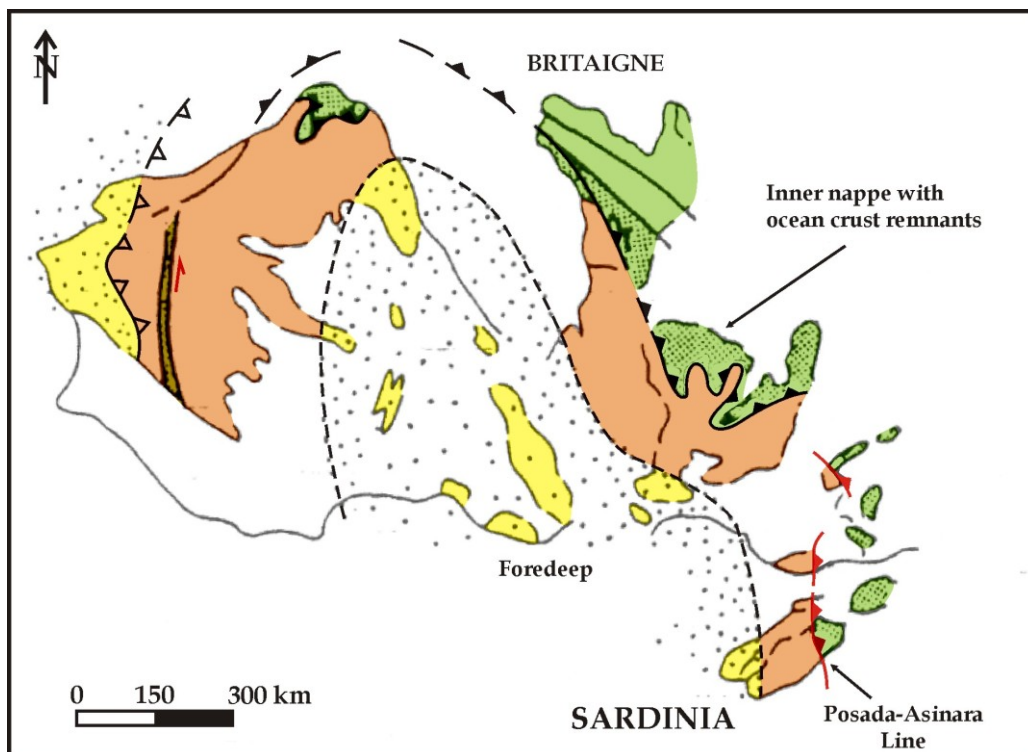 N
BRITAIGNE
Inner nappe with
ocean crust remnants
Foredeep
0 150 300 km
SARDINIA
Posada-Asinara
Line